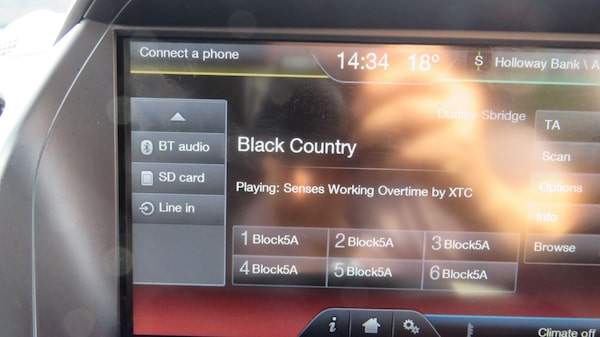 Connect a phone
14:34 18°
S Holloway Bank \ A
Dudley-Sbridge
TA
BT audio
Black Country
Scan
SD card
Playing: Senses Working Overtime by XTC
Options
Line in
Info
1 Block5A 2 Block5A 3 Block5A
Browse
4 Block5A 5 Block5A 6 Block5A
i
Climate off